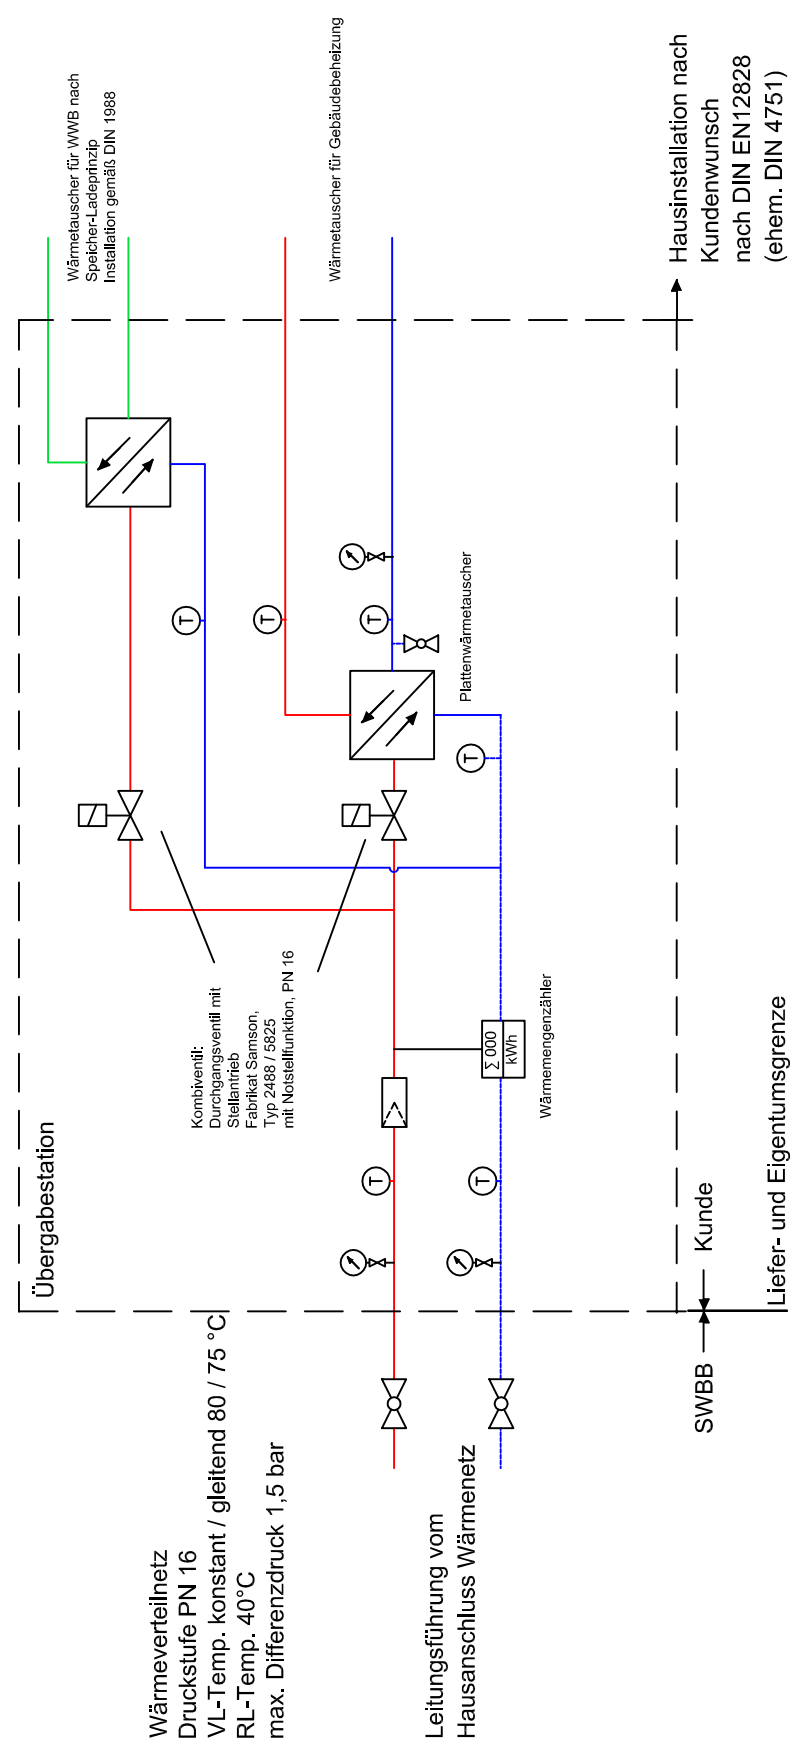 Wärmeverteilnetz
Druckstufe PN 16
VL-Temp. konstant / gleitend 80 / 75 °C
RL-Temp. 40°C
max. Differenzdruck 1,5 bar
Leitungsführung vom
Hausanschluss Wärmenetz
Übergabestation
Kombiventil:
Durchgangsventil mit
Stellantrieb
Fabrikat Samson,
Typ 2488 / 5825
mit Notstellfunktion, PN 16
Wärmetauscher für WWB nach
Speicher-Ladeprinzip
Installation gemäß DIN 1988
Wärmetauscher für Gebäudebeheizung
Plattenwärmetauscher
Wärmemengenzähler
Σ 000
kWh
T
T
T
T
T
T
SWBB
Kunde
Liefer- und Eigentumsgrenze
Hausinstallation nach
Kundenwunsch
nach DIN EN12828
(ehem. DIN 4751)